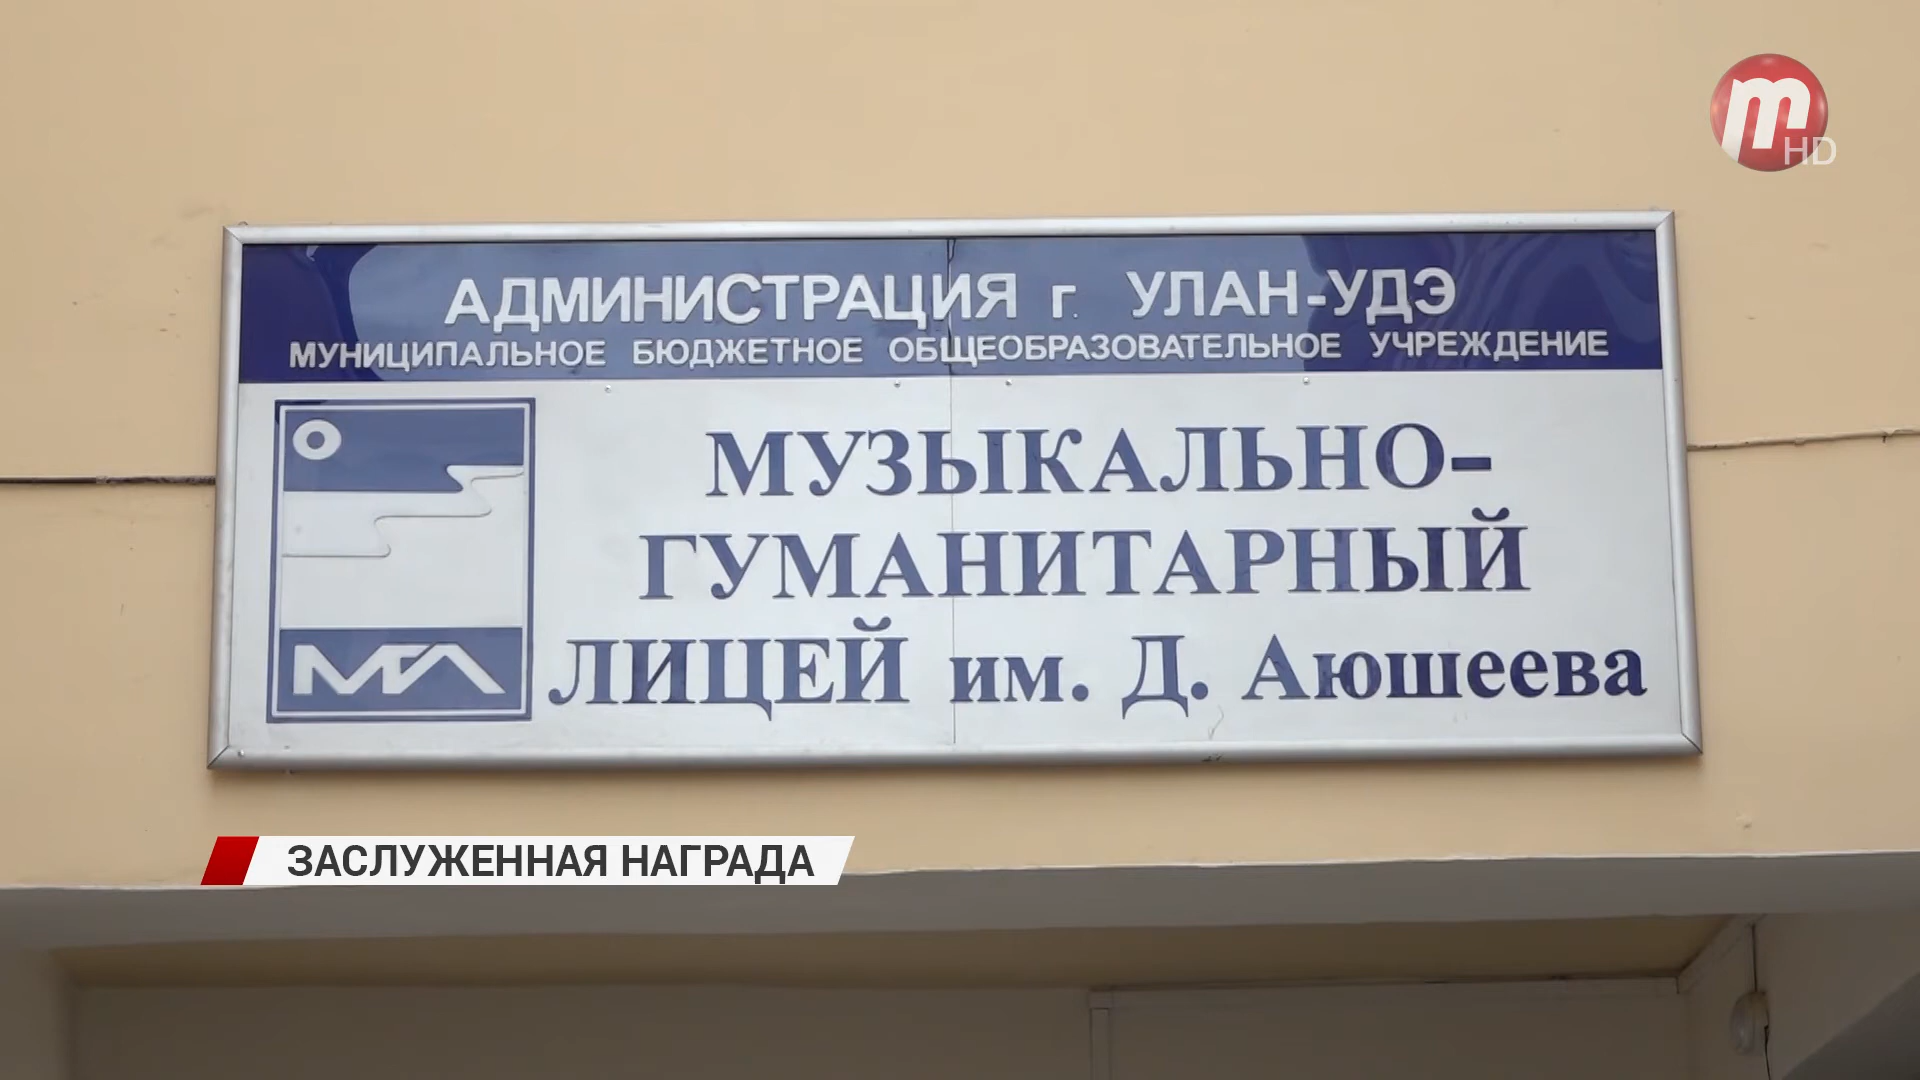 m HD
АДМИНИСТРАЦИЯ г. УЛАН-УДЭ
МУНИЦИПАЛЬНОЕ БЮДЖЕТНОЕ ОБЩЕОБРАЗОВАТЕЛЬНОЕ УЧРЕЖДЕНИЕ
МУЗЫКАЛЬНО-
ГУМАНИТАРНЫЙ
ЛИЦЕЙ им. Д. Аюшеева
МГЛ
ЗАСЛУЖЕННАЯ НАГРАДА